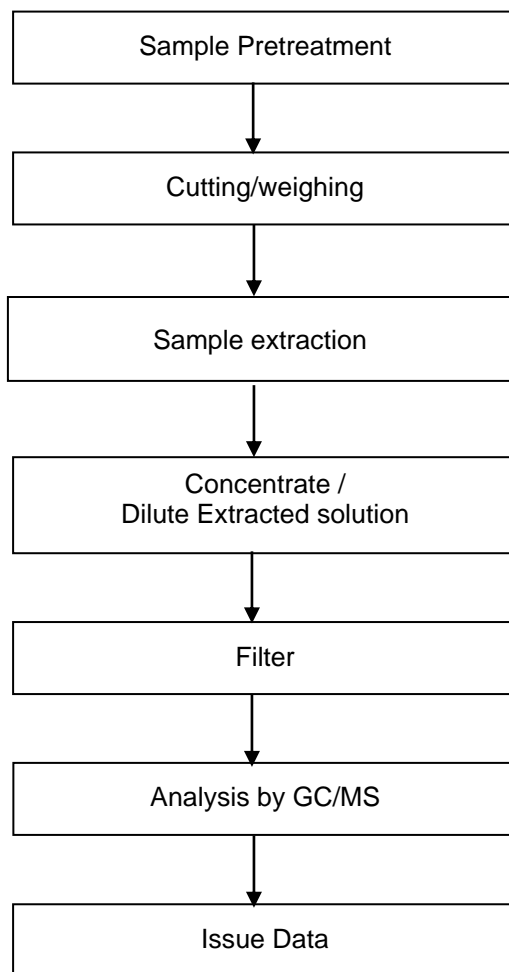 Sample Pretreatment
Cutting/weighing
Sample extraction
Concentrate /
Dilute Extracted solution
Filter
Analysis by GC/MS
Issue Data